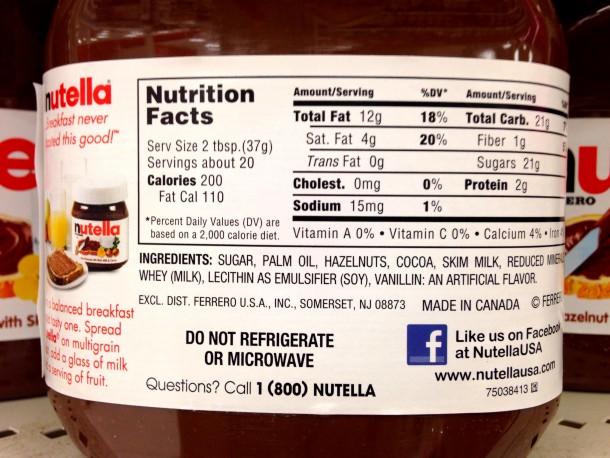 nutella
Breakfast never
tasted this good!™
nutella
balanced breakfast
tasty one. Spread
nutella® on multigrain
add a glass of milk
serving of fruit.
Nutrition
Facts
Serv Size 2 tbsp.(37g)
Servings about 20
Calories 200
Fat Cal 110
*Percent Daily Values (DV) are
based on a 2,000 calorie diet.
Amount/Serving %DV* Amount/Serving
Total Fat 12g 18% Total Carb. 21g
Sat. Fat 4g 20% Fiber 1g
Trans Fat 0g Sugars 21g
Cholest. 0mg 0% Protein 2g
Sodium 15mg 1%
Vitamin A 0% • Vitamin C 0% • Calcium 4% • Iron
INGREDIENTS: SUGAR, PALM OIL, HAZELNUTS, COCOA, SKIM MILK, REDUCED
WHEY (MILK), LECITHIN AS EMULSIFIER (SOY), VANILLIN: AN ARTIFICIAL FLAVOR.
EXCL. DIST. FERRERO U.S.A., INC., SOMERSET, NJ 08873 MADE IN CANADA © FERRERO
DO NOT REFRIGERATE
OR MICROWAVE
Questions? Call 1 (800) NUTELLA
f
Like us on Facebook
at NutellaUSA
www.nutellausa.com
75038413
e
with
u
azelnut